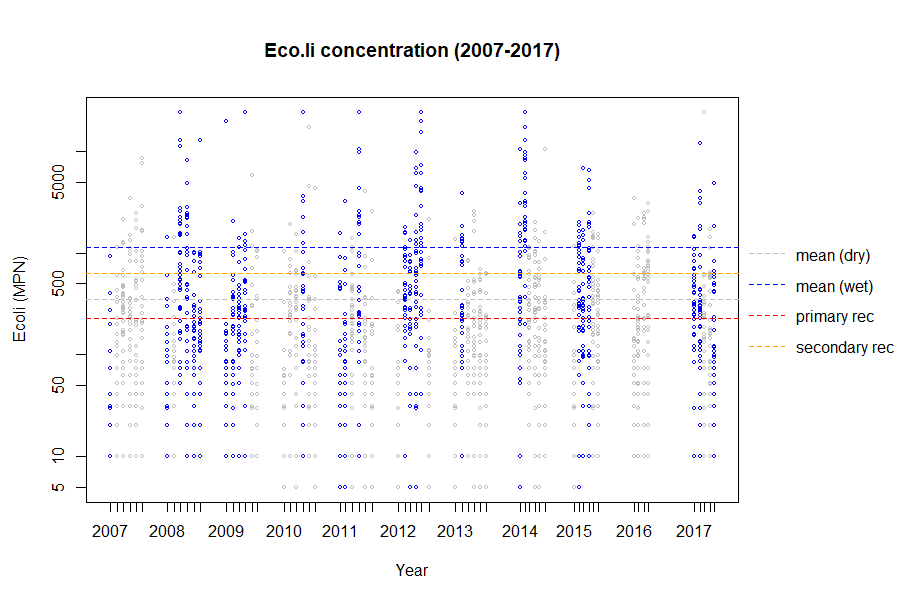 Eco.li concentration (2007-2017)
Ecoli (MPN)
5000
500
50
10
5
2007 2008 2009 2010 2011 2012 2013 2014 2015 2016 2017
Year
mean (dry)
mean (wet)
primary rec
secondary rec